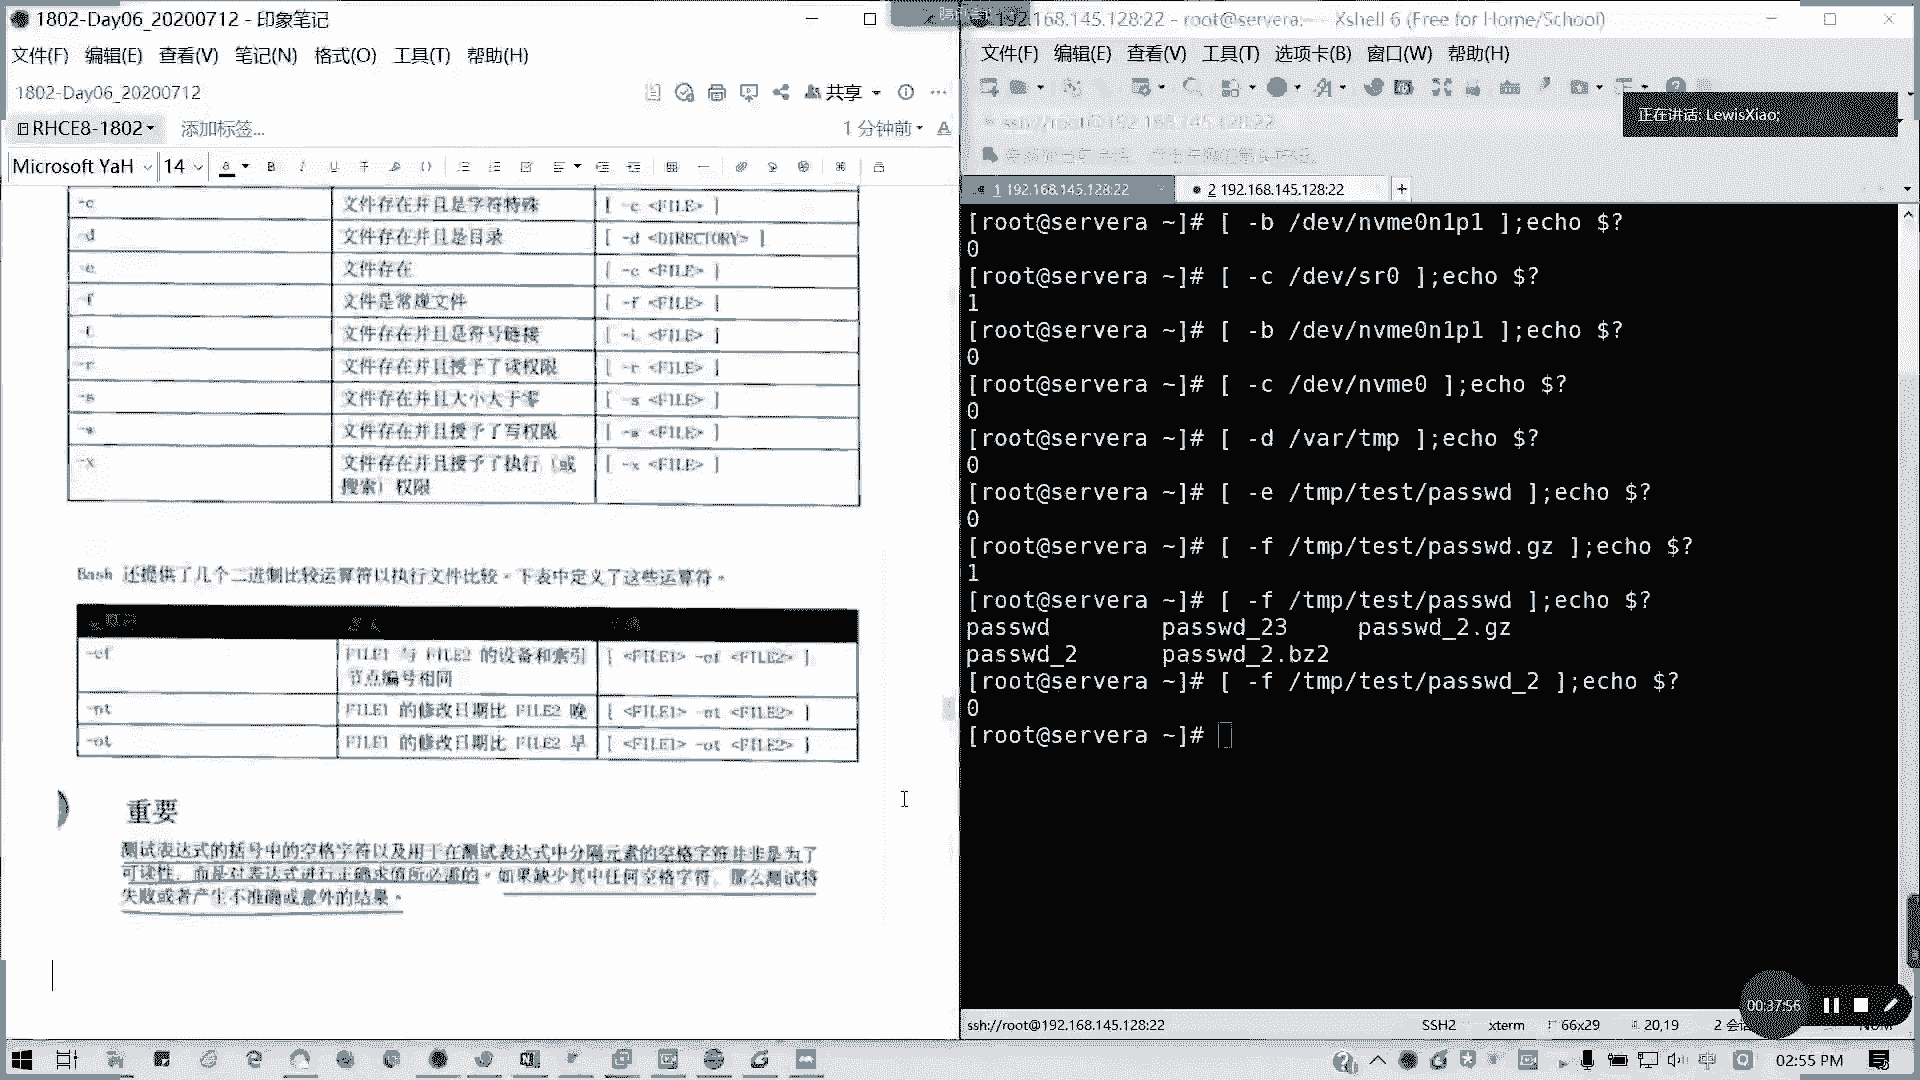 1802-Day06_20200712 - 印象笔记
文件(F) 编辑(E) 查看(V) 笔记(N) 格式(O) 工具(T) 帮助(H)
1802-Day06_20200712
共享
RHCE8-1802 添加标签...
1 分钟前
Microsoft YaH 14
-c 文件存在并且是字符特殊 [ -c <FILE> ]
-d 文件存在并且是目录 [ -d <DIRECTORY> ]
-e 文件存在 [ -e <FILE> ]
-f 文件是常规文件 [ -f <FILE> ]
-L 文件存在并且是符号链接 [ -L <FILE> ]
-r 文件存在并且授予了读权限 [ -r <FILE> ]
-s 文件存在并且大小大于零 [ -s <FILE> ]
-w 文件存在并且授予了写权限 [ -w <FILE> ]
-x 文件存在并且授予了执行（或 [ -x <FILE> ]
搜索）权限
Bash 还提供了几个二进制比较运算符以执行文件比较。下表中定义了这些运算符。
-ef FILE1 与 FILE2 的设备和索引 [ <FILE1> -ef <FILE2> ]
节点编号相同
-nt FILE1 的修改日期比 FILE2 晚 [ <FILE1> -nt <FILE2> ]
-ot FILE1 的修改日期比 FILE2 早 [ <FILE1> -ot <FILE2> ]
重要
测试表达式的括号中的空格字符以及用于在测试表达式中分隔元素的空格字符并非是为了
可读性，而是对表达式进行正确求值所必需的。如果缺少其中任何空格字符，那么测试将
失败或者产生不准确或意外的结果。
192.168.145.128:22 - root@servera:~ - Xshell 6 (Free for Home/School)
文件(F) 编辑(E) 查看(V) 工具(T) 选项卡(B) 窗口(W) 帮助(H)
正在讲话: LewisXiao;
ssh://root@192.168.145.128:22
1 192.168.145.128:22
2 192.168.145.128:22
+
[root@servera ~]# [ -b /dev/nvme0n1p1 ];echo $?
0
[root@servera ~]# [ -c /dev/sr0 ];echo $?
1
[root@servera ~]# [ -b /dev/nvme0n1p1 ];echo $?
0
[root@servera ~]# [ -c /dev/nvme0 ];echo $?
0
[root@servera ~]# [ -d /var/tmp ];echo $?
0
[root@servera ~]# [ -e /tmp/test/passwd ];echo $?
0
[root@servera ~]# [ -f /tmp/test/passwd.gz ];echo $?
1
[root@servera ~]# [ -f /tmp/test/passwd ];echo $?
passwd passwd_23 passwd_2.gz
passwd_2 passwd_2.bz2
[root@servera ~]# [ -f /tmp/test/passwd_2 ];echo $?
0
[root@servera ~]#
00:37:56
ssh://root@192.168.145.128:22 SSH2 xterm 66x29 20,19 2 会 NUM
02:55 PM